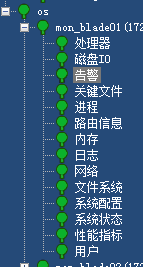 os
mon_blade01(172
处理器
磁盘IO
告警
关键文件
进程
路由信息
内存
日志
网络
文件系统
系统配置
系统状态
性能指标
用户